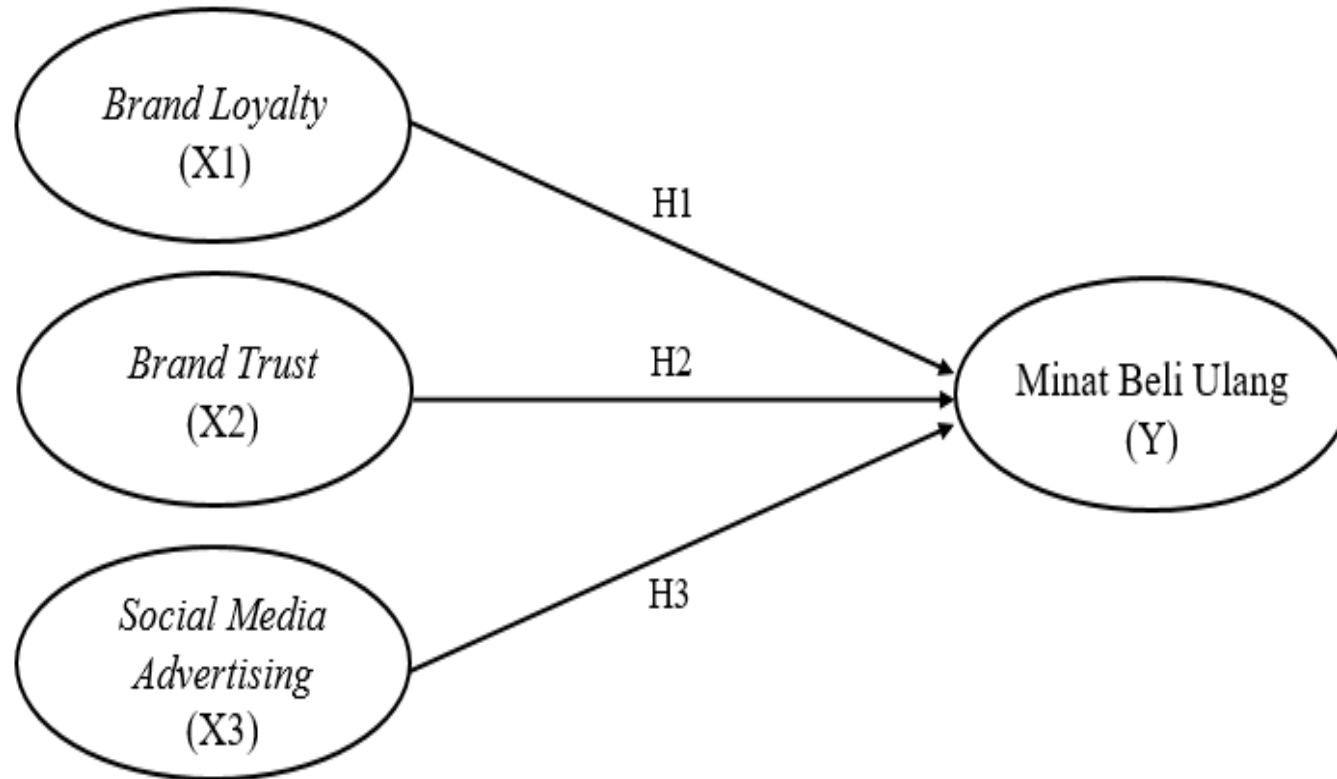 Brand Loyalty
(X1)
H1
Brand Trust
(X2)
H2
Minat Beli Ulang
(Y)
Social Media
Advertising
(X3)
H3